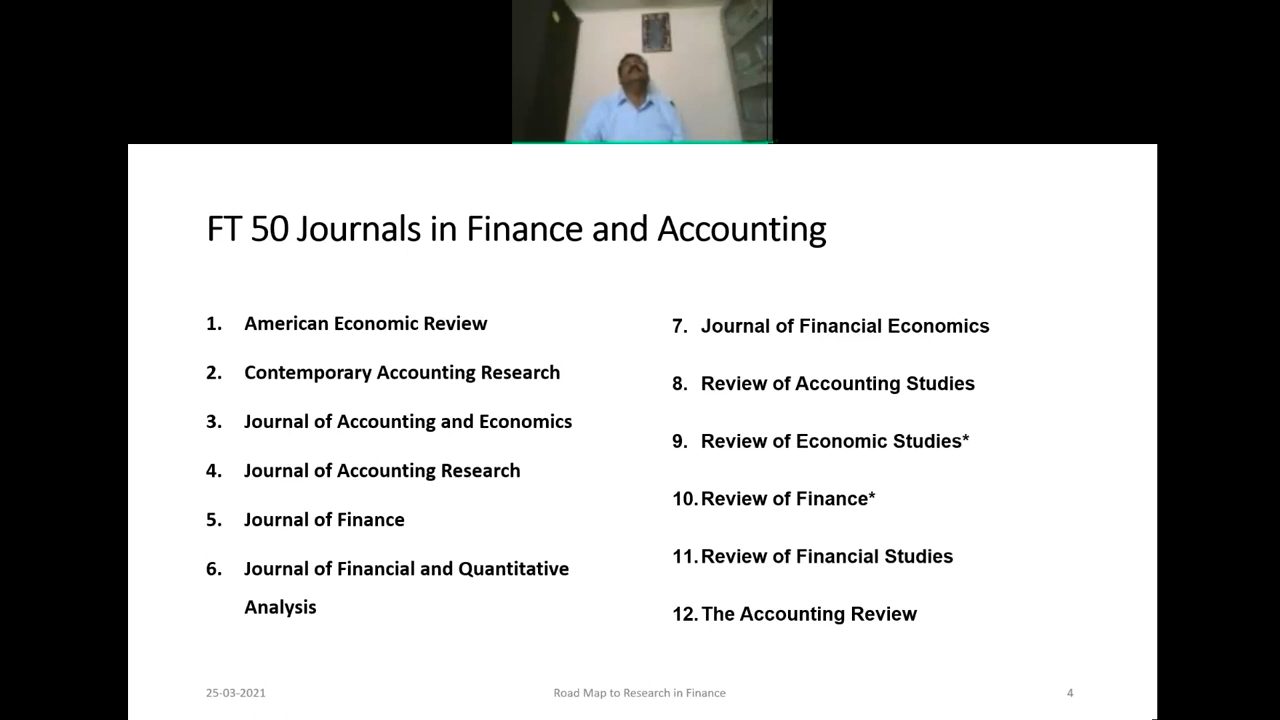 FT 50 Journals in Finance and Accounting
1. American Economic Review
2. Contemporary Accounting Research
3. Journal of Accounting and Economics
4. Journal of Accounting Research
5. Journal of Finance
6. Journal of Financial and Quantitative
Analysis
7. Journal of Financial Economics
8. Review of Accounting Studies
9. Review of Economic Studies*
10. Review of Finance*
11. Review of Financial Studies
12. The Accounting Review
25-03-2021
Road Map to Research in Finance
4